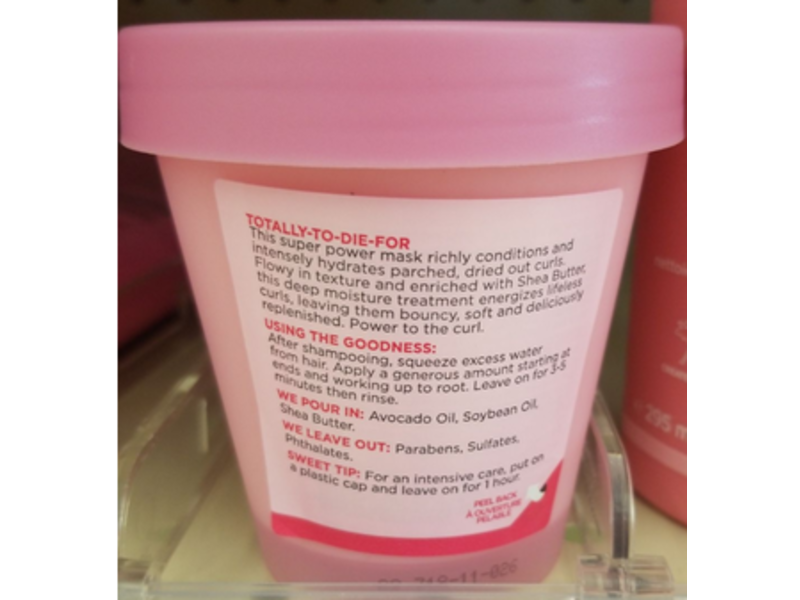 TOTALLY-TO-DIE-FOR
This super power mask richly conditions and
intensely hydrates parched, dried out curls.
Flowy in texture and enriched with Shea Butter,
this deep moisture treatment energizes lifeless
curls, leaving them bouncy, soft and deliciously
replenished. Power to the curl.
USING THE GOODNESS:
After shampooing, squeeze excess water
from hair. Apply a generous amount starting at
ends and working up to root. Leave on for 3-5
minutes then rinse.
WE POUR IN: Avocado Oil, Soybean Oil,
Shea Butter.
WE LEAVE OUT: Parabens, Sulfates,
Phthalates.
SWEET TIP: For an intensive care, put on
a plastic cap and leave on for 1 hour.
PEEL BACK
À OUVERTURE
PELABLE
295 m